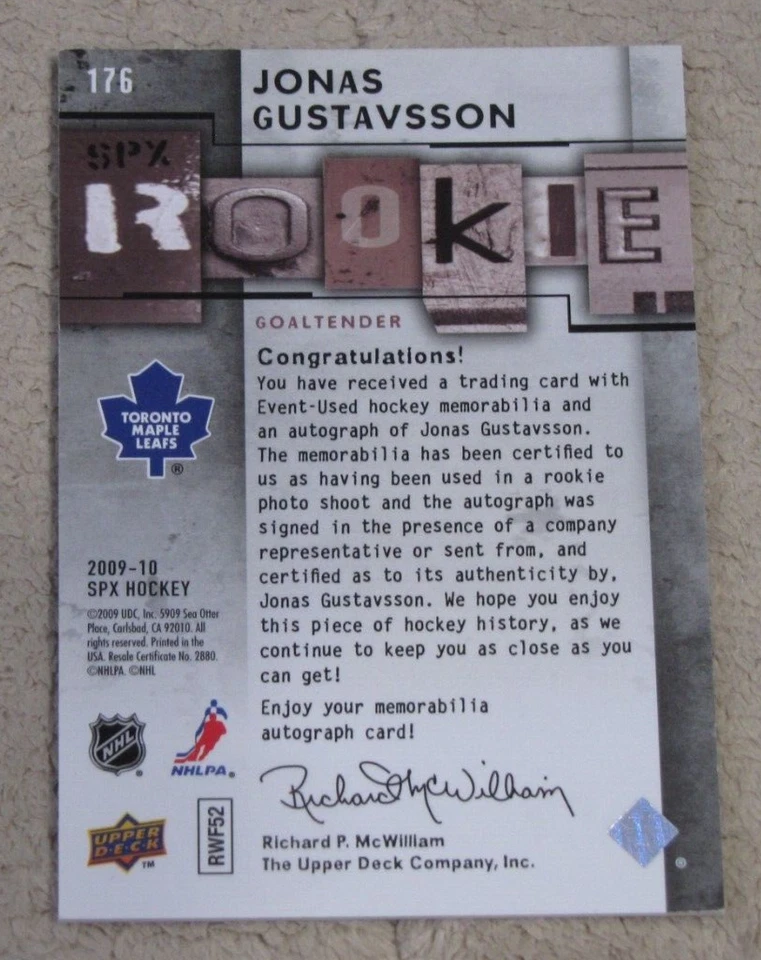 176
JONAS
GUSTAVSSON
SPX
ROOKIE
GOALTENDER
Congratulations!
You have received a trading card with
Event-Used hockey memorabilia and
an autograph of Jonas Gustavsson.
The memorabilia has been certified to
us as having been used in a rookie
photo shoot and the autograph was
signed in the presence of a company
representative or sent from, and
certified as to its authenticity by,
Jonas Gustavsson. We hope you enjoy
this piece of hockey history, as we
continue to keep you as close as you
can get!
Enjoy your memorabilia
autograph card!
Richard P. McWilliam
Richard P. McWilliam
The Upper Deck Company, Inc.
TORONTO
MAPLE
LEAFS
®
2009-10
SPX HOCKEY
©2009 UDC, Inc. 5909 Sea Otter
Place, Carlsbad, CA 92010. All
rights reserved. Printed in the
USA. Resale Certificate No. 2880.
©NHLPA. ©NHL
NHL
®
NHLPA®
UPPER
D·E·C·K
TM
RWF52
®